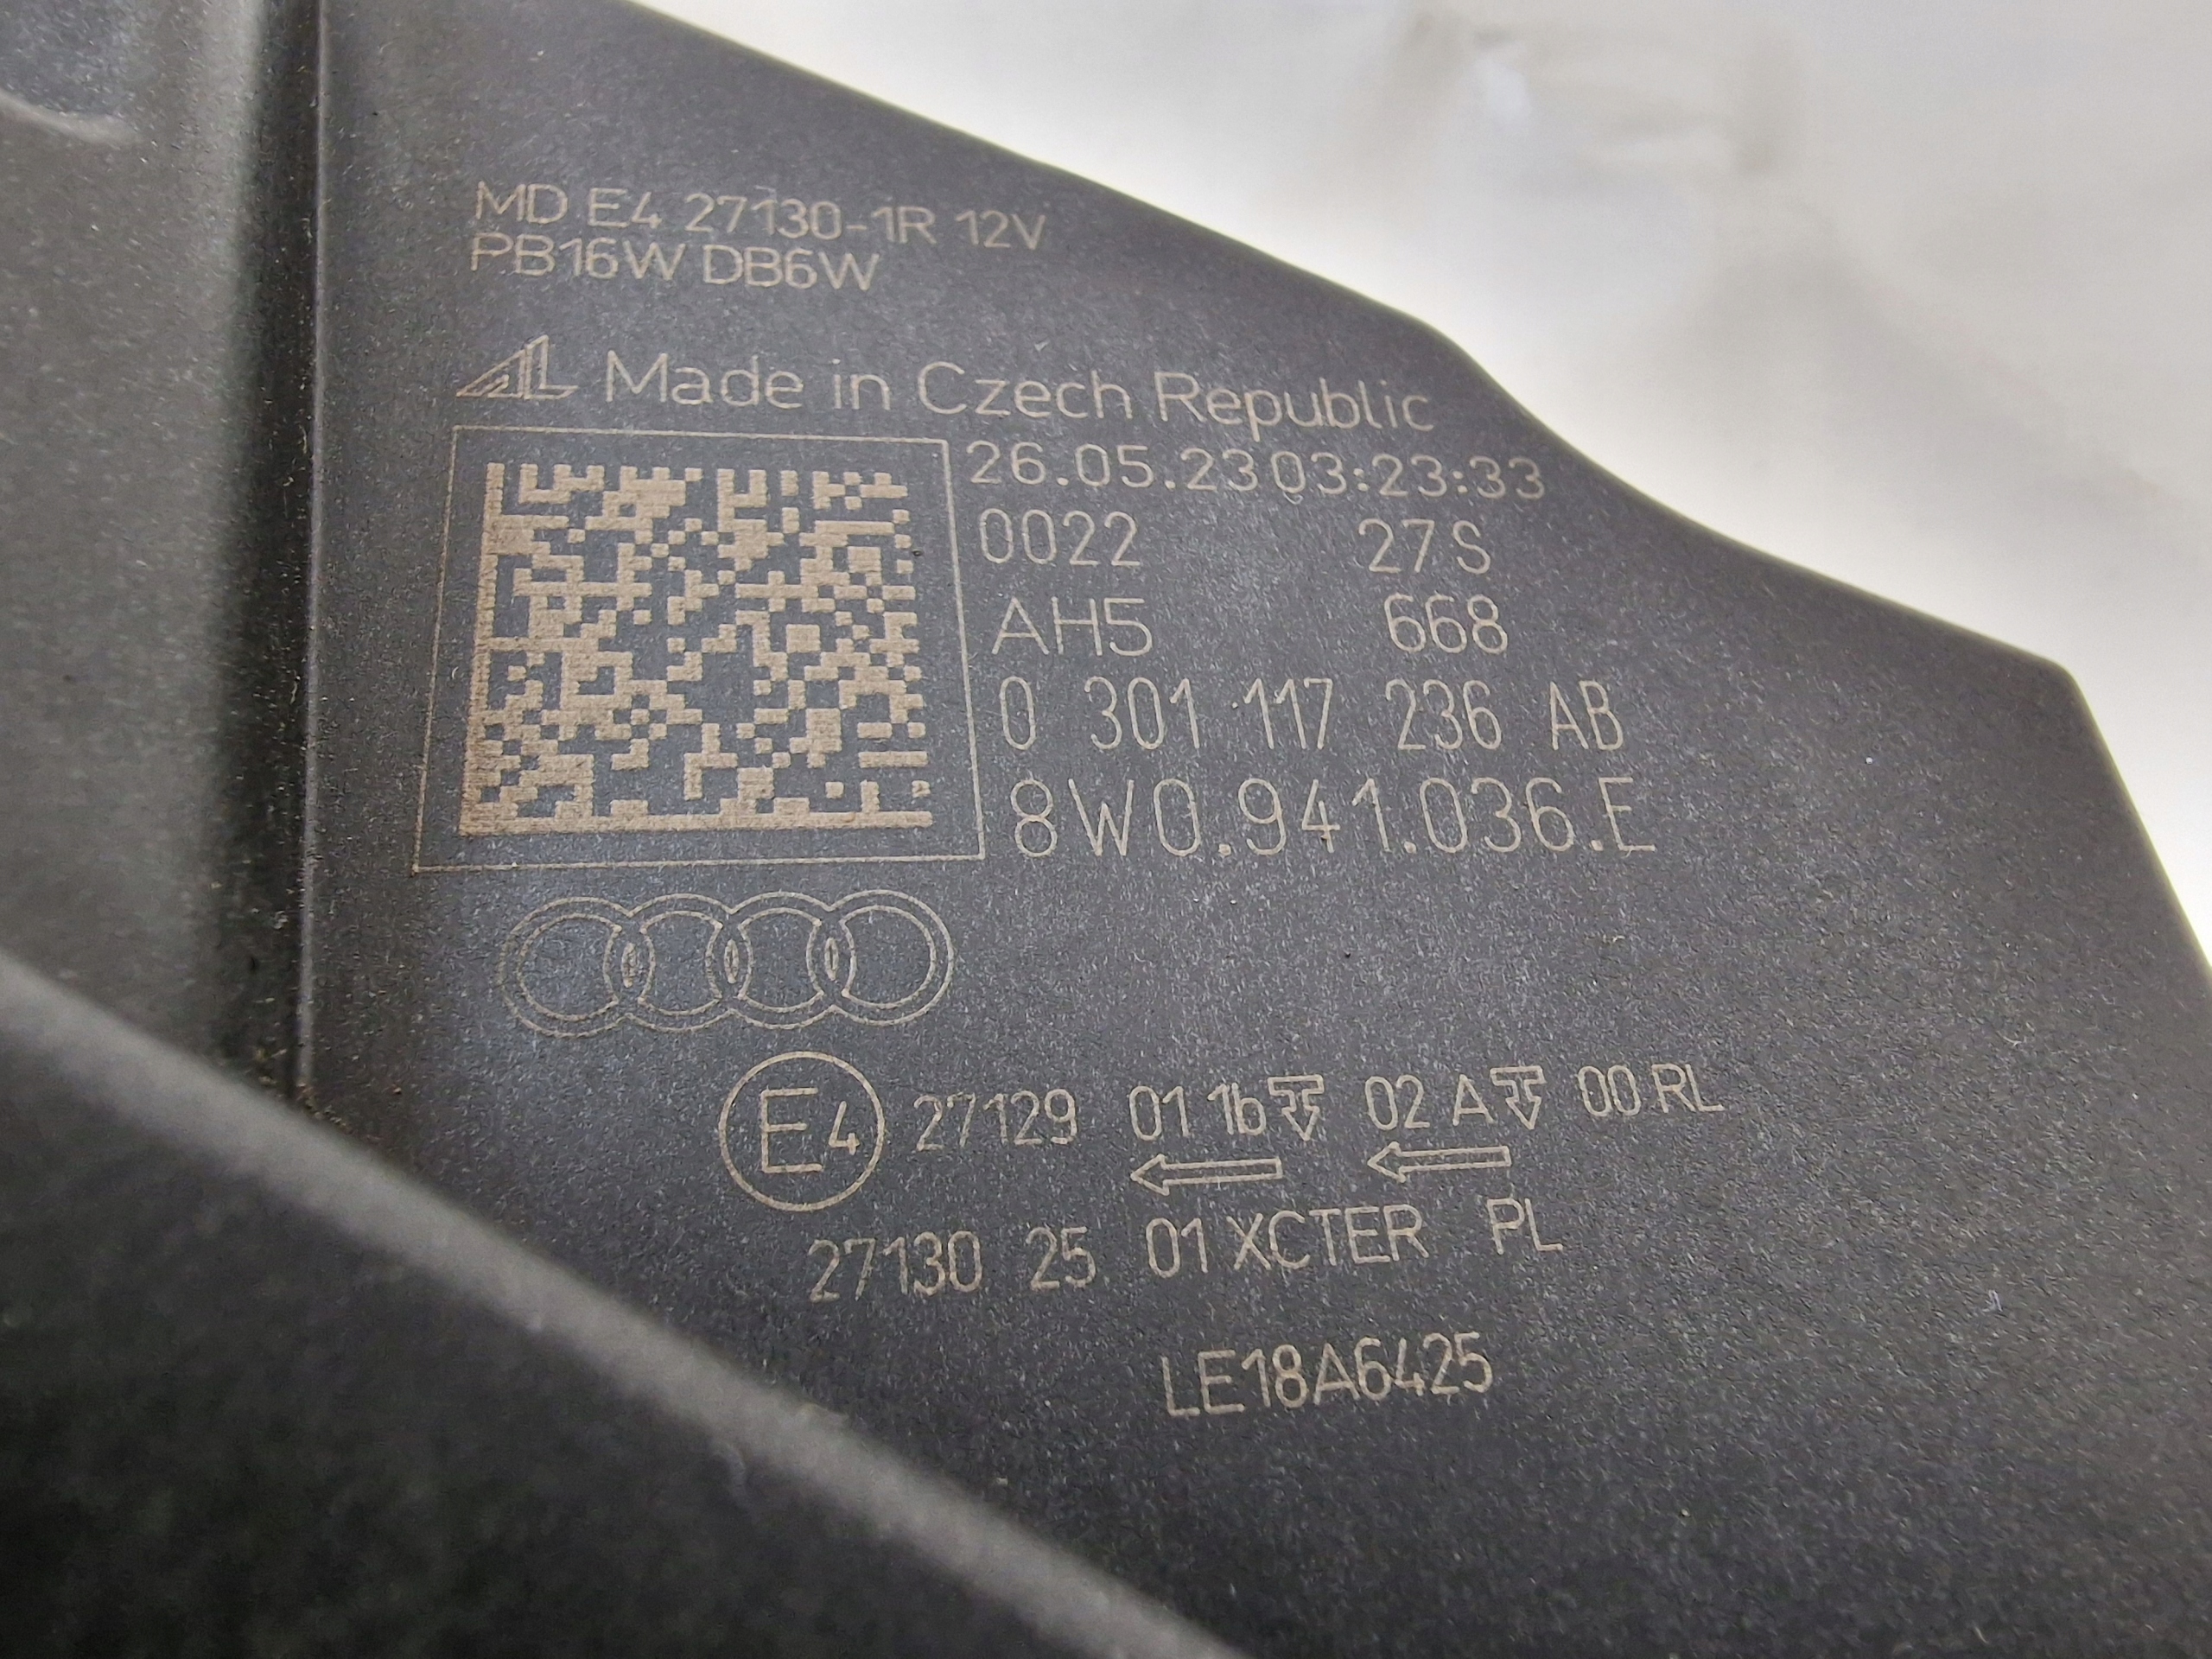 MD E4 27130-1R 12V
PB16W DB6W
AL Made in Czech Republic
26.05.23 03:23:33
0022 27S
AH5 668
0 301 117 236 AB
8W0.941.036.E
E4 27129 01 1b 02 A 00 RL
27130 25 01 XCTER PL
LE18A6425